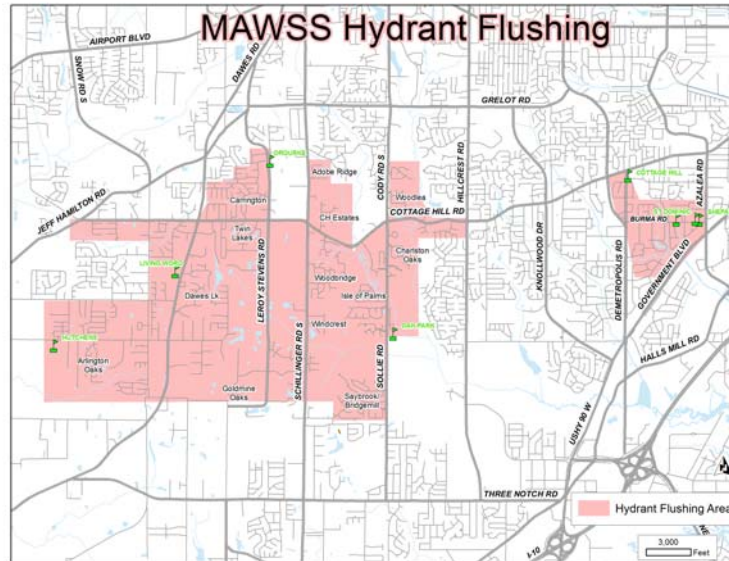 MAWSS Hydrant Flushing
AIRPORT BLVD
SNOW RD S
DAWES RD
GRELOT RD
OROURKE
Adobe Ridge
CODY RD S
Woodlea
HILLCREST RD
COTTAGE HILL
AZALEA RD
JEFF HAMILTON RD
Carrington
CH Estates
COTTAGE HILL RD
BURMA RD
Twin
Lakes
LEROY STEVENS RD
Charlston
Oaks
KNOLLWOOD DR
DEMETROPOLIS RD
GOVERNMENT BLVD
LIVING WORD
Woodbridge
Dawes Lk
Isle of Palms
HUTCHENS
Windcrest
OAK PARK
HALLS MILL RD
Arlington
Oaks
SCHILLINGER RD S
SOLLIE RD
Goldmine
Oaks
Saybrook/
Bridgemill
USHY 90 W
THREE NOTCH RD
Hydrant Flushing Area
I-10
3,000
Feet